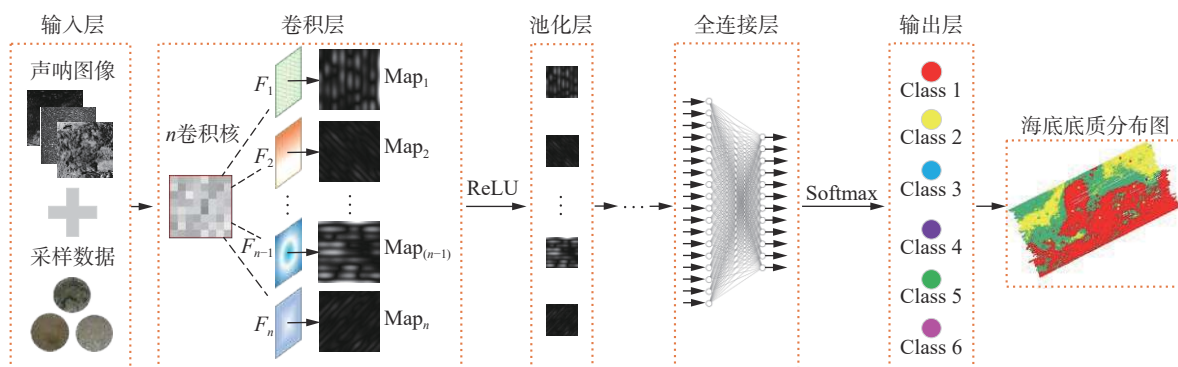 输入层
声呐图像
采样数据
卷积层
n卷积核
F₁
Map₁
F₂
Map₂
⋮
⋮
Fₙ₋₁
Map₍ₙ₋₁₎
Fₙ
Mapₙ
ReLU
池化层
⋮
…
全连接层
Softmax
输出层
Class 1
Class 2
Class 3
Class 4
Class 5
Class 6
海底底质分布图